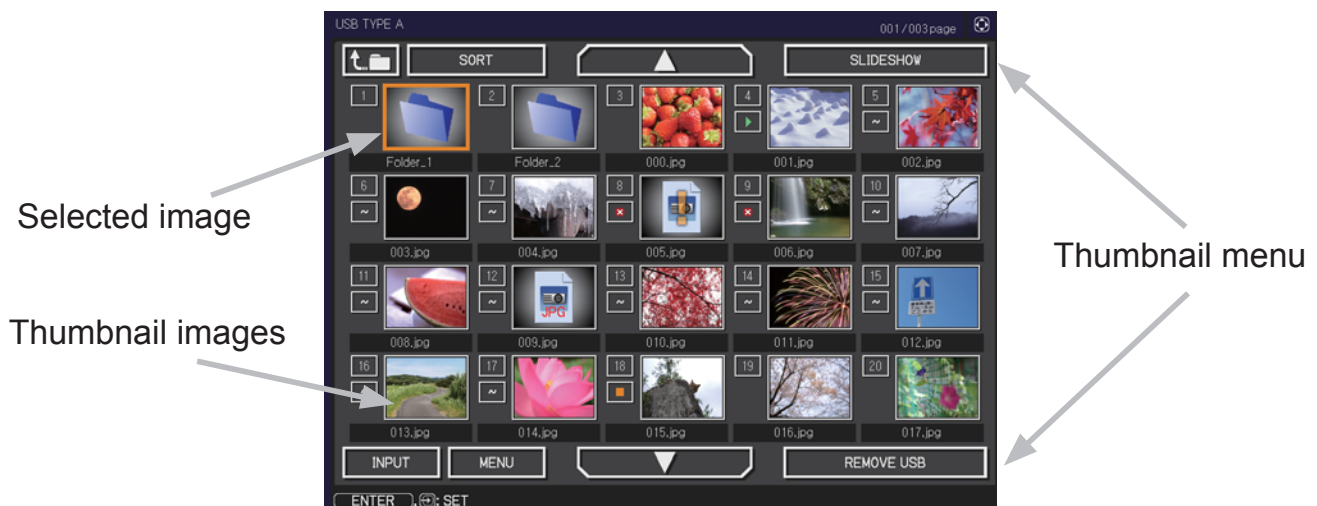 USB TYPE A
001/003page
SORT
SLIDESHOW
1 2 3 4 5
Folder_1 Folder_2 000.jpg 001.jpg 002.jpg
6 7 8 9 10
~ ~ ~
003.jpg 004.jpg 005.jpg 006.jpg 007.jpg
11 12 13 14 15
~ ~ ~ ~ ~
JPG
008.jpg 009.jpg 010.jpg 011.jpg 012.jpg
16 17 18 19 20
013.jpg 014.jpg 015.jpg 016.jpg 017.jpg
INPUT MENU REMOVE USB
ENTER , : SET
Selected image
Thumbnail images
Thumbnail menu